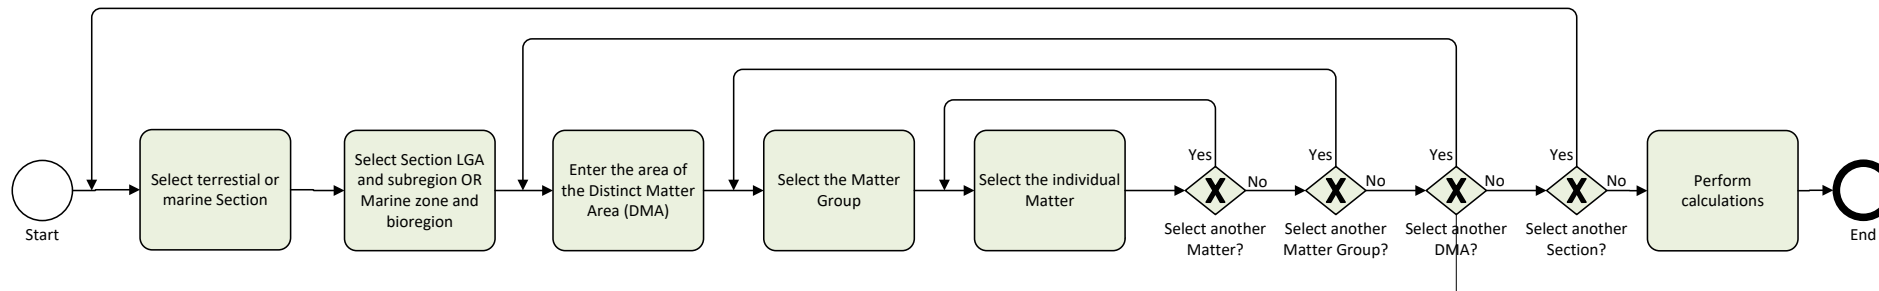 Start
Select terrestial or
marine Section
Select Section LGA
and subregion OR
Marine zone and
bioregion
Enter the area of
the Distinct Matter
Area (DMA)
Select the Matter
Group
Select the individual
Matter
Yes
X
No
Select another
Matter?
Yes
X
No
Select another
Matter Group?
Yes
X
No
Select another
DMA?
Yes
X
No
Select another
Section?
Perform
calculations
End